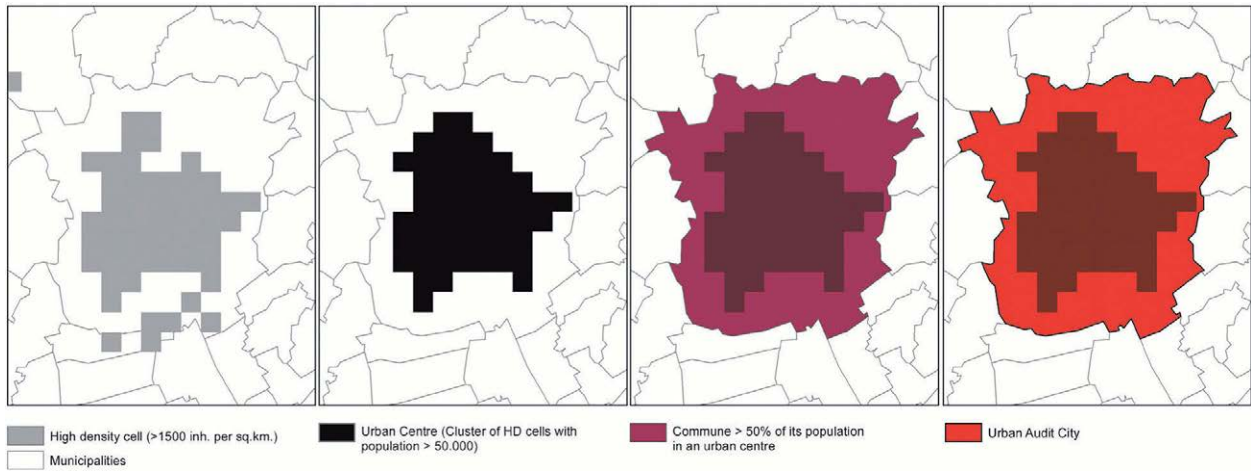 High density cell (>1500 inh. per sq.km.)
Municipalities
Urban Centre (Cluster of HD cells with
population > 50.000)
Commune > 50% of its population
in an urban centre
Urban Audit City